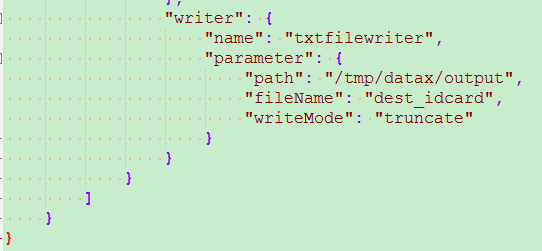 },
"writer": {
"name": "txtfilewriter",
"parameter": {
"path": "/tmp/datax/output",
"fileName": "dest_idcard",
"writeMode": "truncate"
}
}
}
]
}
}